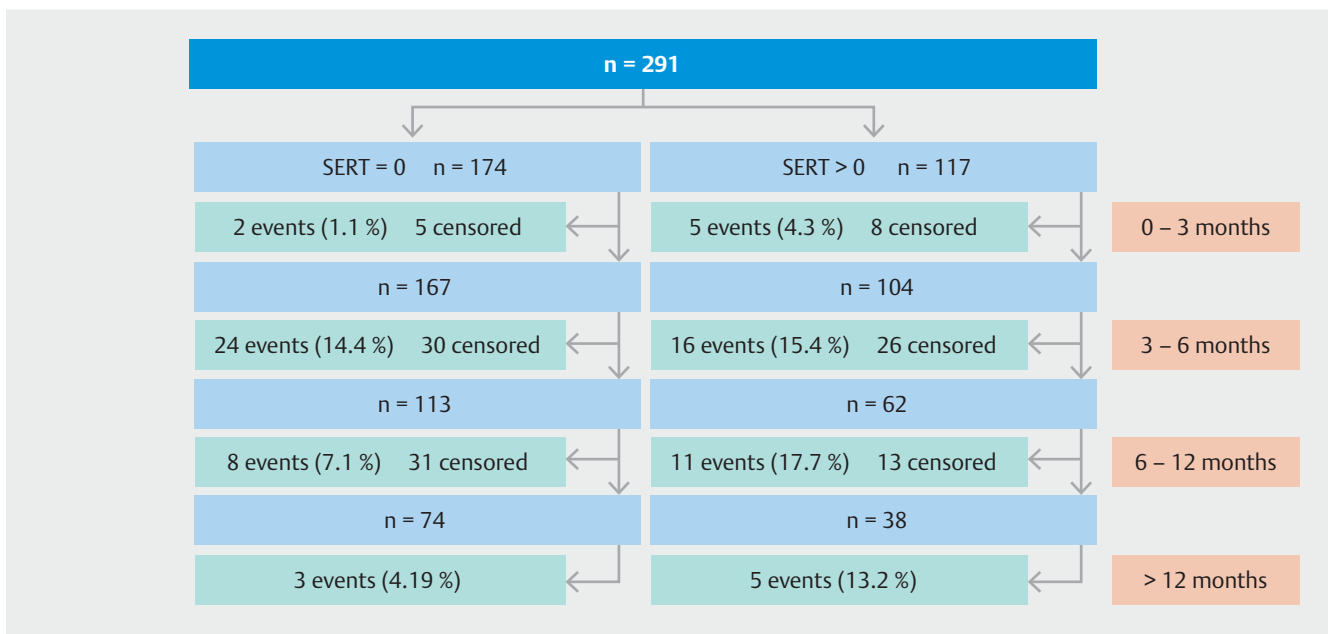 n = 291
SERT = 0 n = 174
SERT > 0 n = 117
2 events (1.1 %) 5 censored
5 events (4.3 %) 8 censored
0 – 3 months
n = 167
n = 104
24 events (14.4 %) 30 censored
16 events (15.4 %) 26 censored
3 – 6 months
n = 113
n = 62
8 events (7.1 %) 31 censored
11 events (17.7 %) 13 censored
6 – 12 months
n = 74
n = 38
3 events (4.19 %)
5 events (13.2 %)
> 12 months